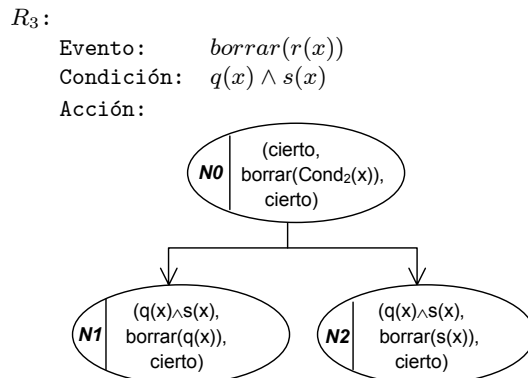 R₃:
Evento: borrar(r(x))
Condición: q(x) ∧ s(x)
Acción:
N0
(cierto,
borrar(Cond₂(x)),
cierto)
N1
(q(x)∧s(x),
borrar(q(x)),
cierto)
N2
(q(x)∧s(x),
borrar(s(x)),
cierto)